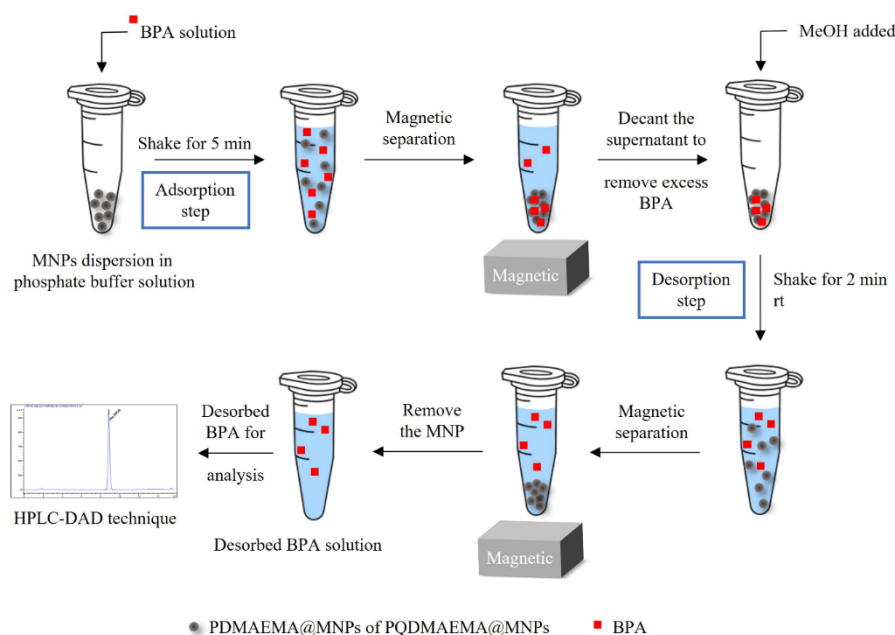 BPA solution
MeOH added
Shake for 5 min
Adsorption
step
Magnetic
separation
Decant the
supernatant to
remove excess
BPA
MNPs dispersion in
phosphate buffer solution
Magnetic
Desorption
step
Shake for 2 min
rt
Desorbed
BPA for
analysis
Remove
the MNP
Magnetic
separation
HPLC-DAD technique
Desorbed BPA solution
Magnetic
PDMAEMA@MNPs of PQDMAEMA@MNPs
BPA